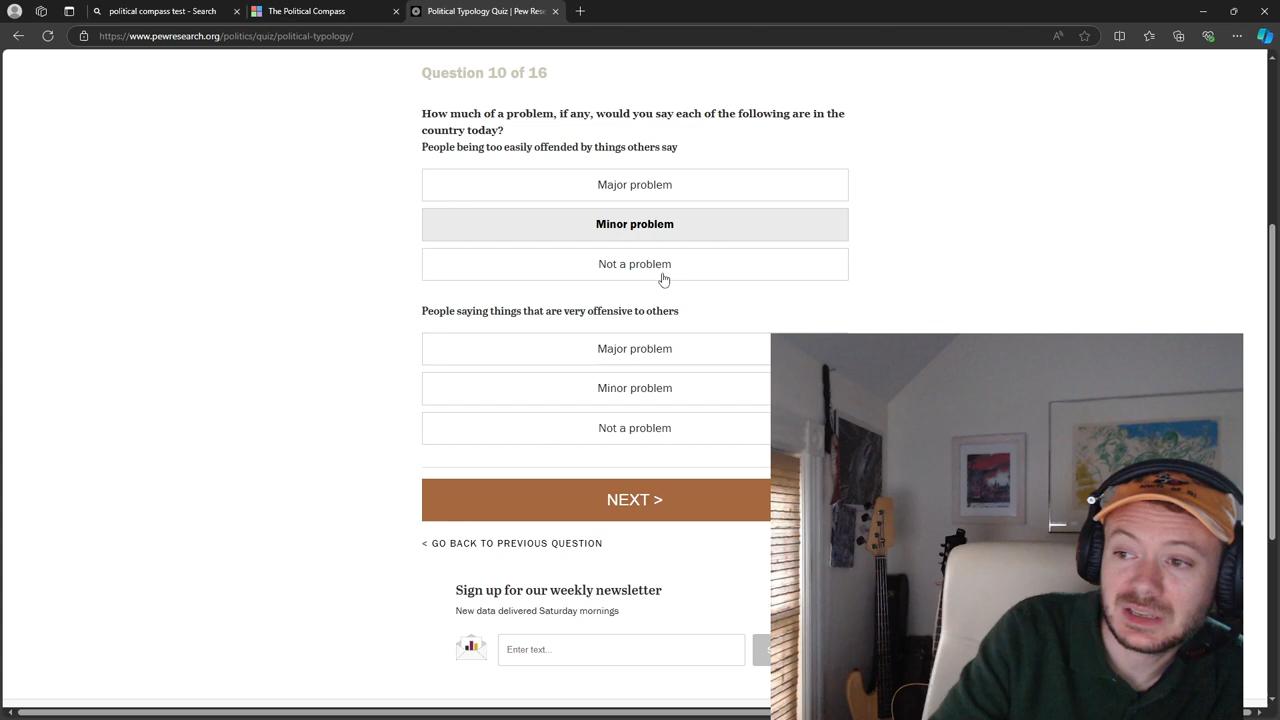 political compass test - Search
The Political Compass
Political Typology Quiz | Pew Res
https://www.pewresearch.org/politics/quiz/political-typology/
Question 10 of 16
How much of a problem, if any, would you say each of the following are in the
country today?
People being too easily offended by things others say
Major problem
Minor problem
Not a problem
People saying things that are very offensive to others
Major problem
Minor problem
Not a problem
NEXT >
< GO BACK TO PREVIOUS QUESTION
Sign up for our weekly newsletter
New data delivered Saturday mornings
Enter text...